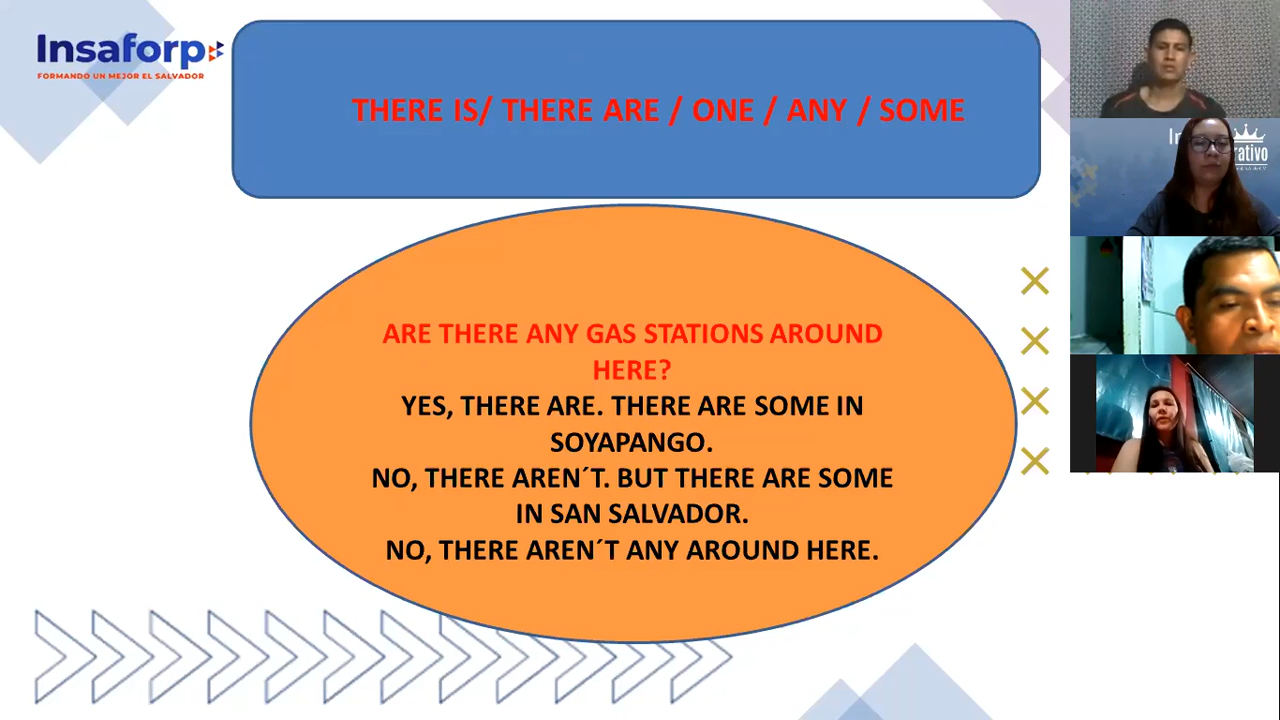 Insaforp
FORMANDO UN MEJOR EL SALVADOR
THERE IS/ THERE ARE / ONE / ANY / SOME
ARE THERE ANY GAS STATIONS AROUND
HERE?
YES, THERE ARE. THERE ARE SOME IN
SOYAPANGO.
NO, THERE AREN´T. BUT THERE ARE SOME
IN SAN SALVADOR.
NO, THERE AREN´T ANY AROUND HERE.